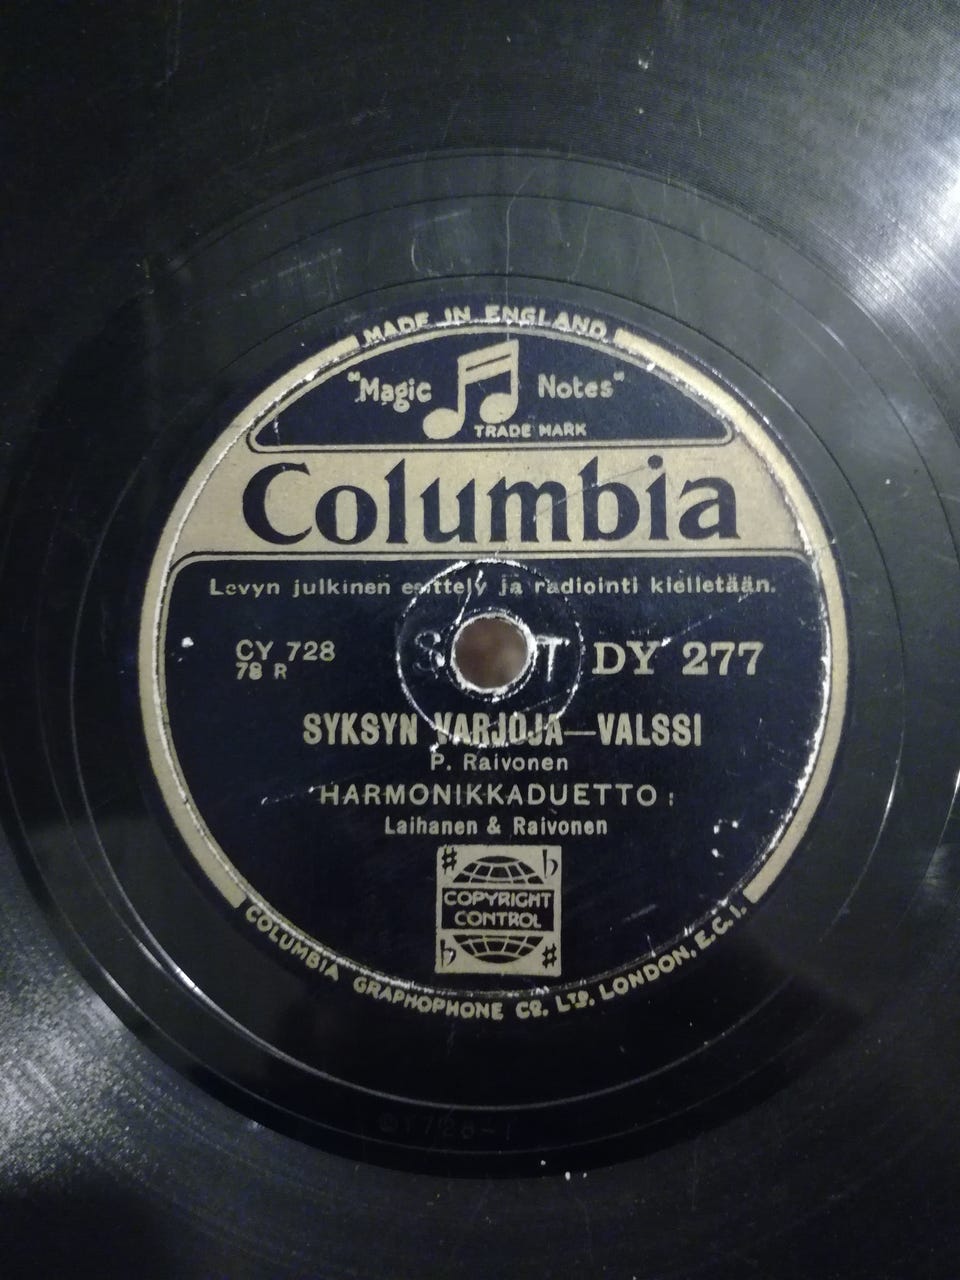 MADE IN ENGLAND
"Magic Notes"
TRADE MARK
Columbia
Levyn julkinen esittely ja radiointi kielletään.
CY 728
78 R
DY 277
SYKSYN VARJOJA—VALSSI
P. Raivonen
HARMONIKKADUETTO:
Laihanen & Raivonen
COPYRIGHT
CONTROL
COLUMBIA GRAPHOPHONE CO. LTD. LONDON. E.C.1.